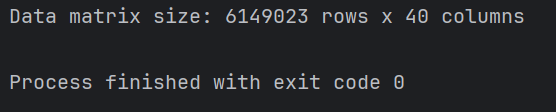 Data matrix size: 6149023 rows x 40 columns
Process finished with exit code 0